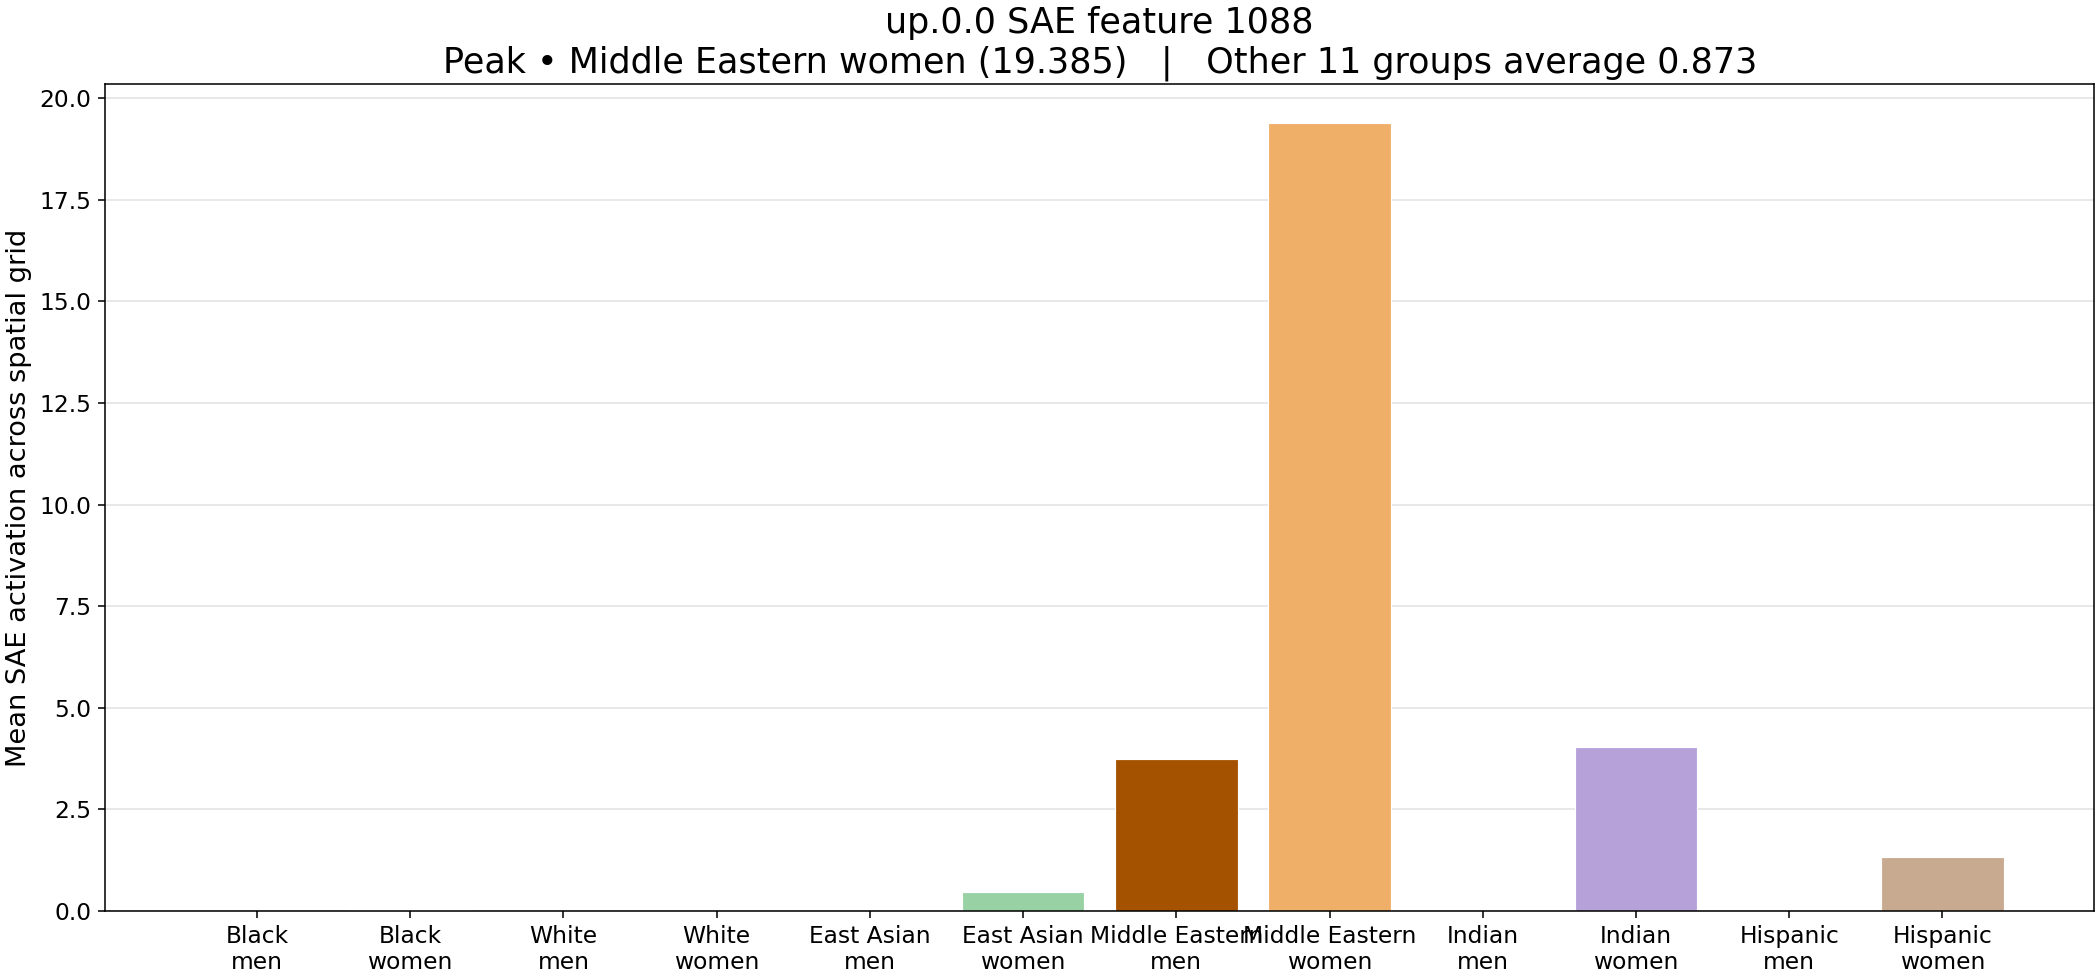 up.0.0 SAE feature 1088
Peak • Middle Eastern women (19.385) | Other 11 groups average 0.873
Mean SAE activation across spatial grid
20.0
17.5
15.0
12.5
10.0
7.5
5.0
2.5
0.0
Black men
Black women
White men
White women
East Asian men
East Asian women
Middle Eastern men
Middle Eastern women
Indian men
Indian women
Hispanic men
Hispanic women